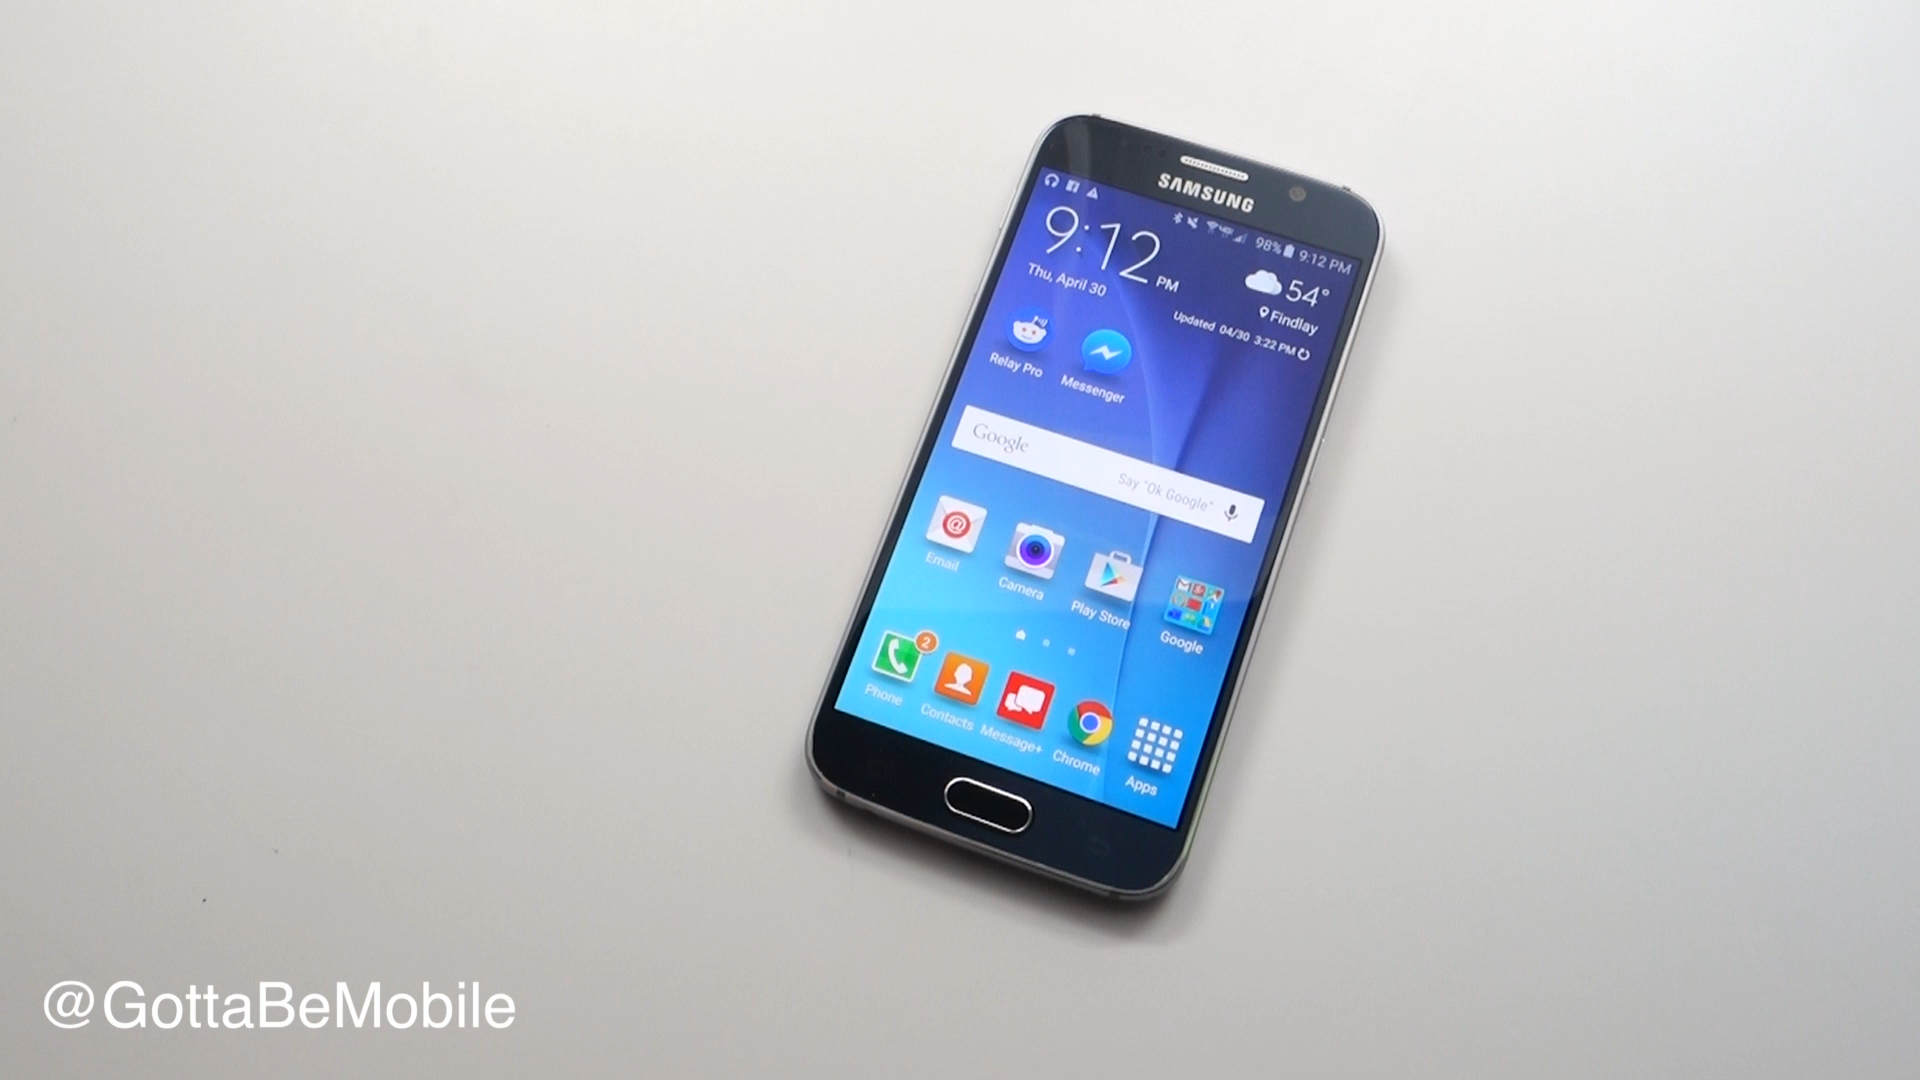 SAMSUNG
98% 9:12 PM
9:12 PM
Thu, April 30
54°
Findlay
Updated 04/30 3:22 PM
Relay Pro
Messenger
Google
Say "Ok Google"
Email
Camera
Play Store
Google
2
Phone
Contacts
Message+
Chrome
Apps
@GottaBeMobile